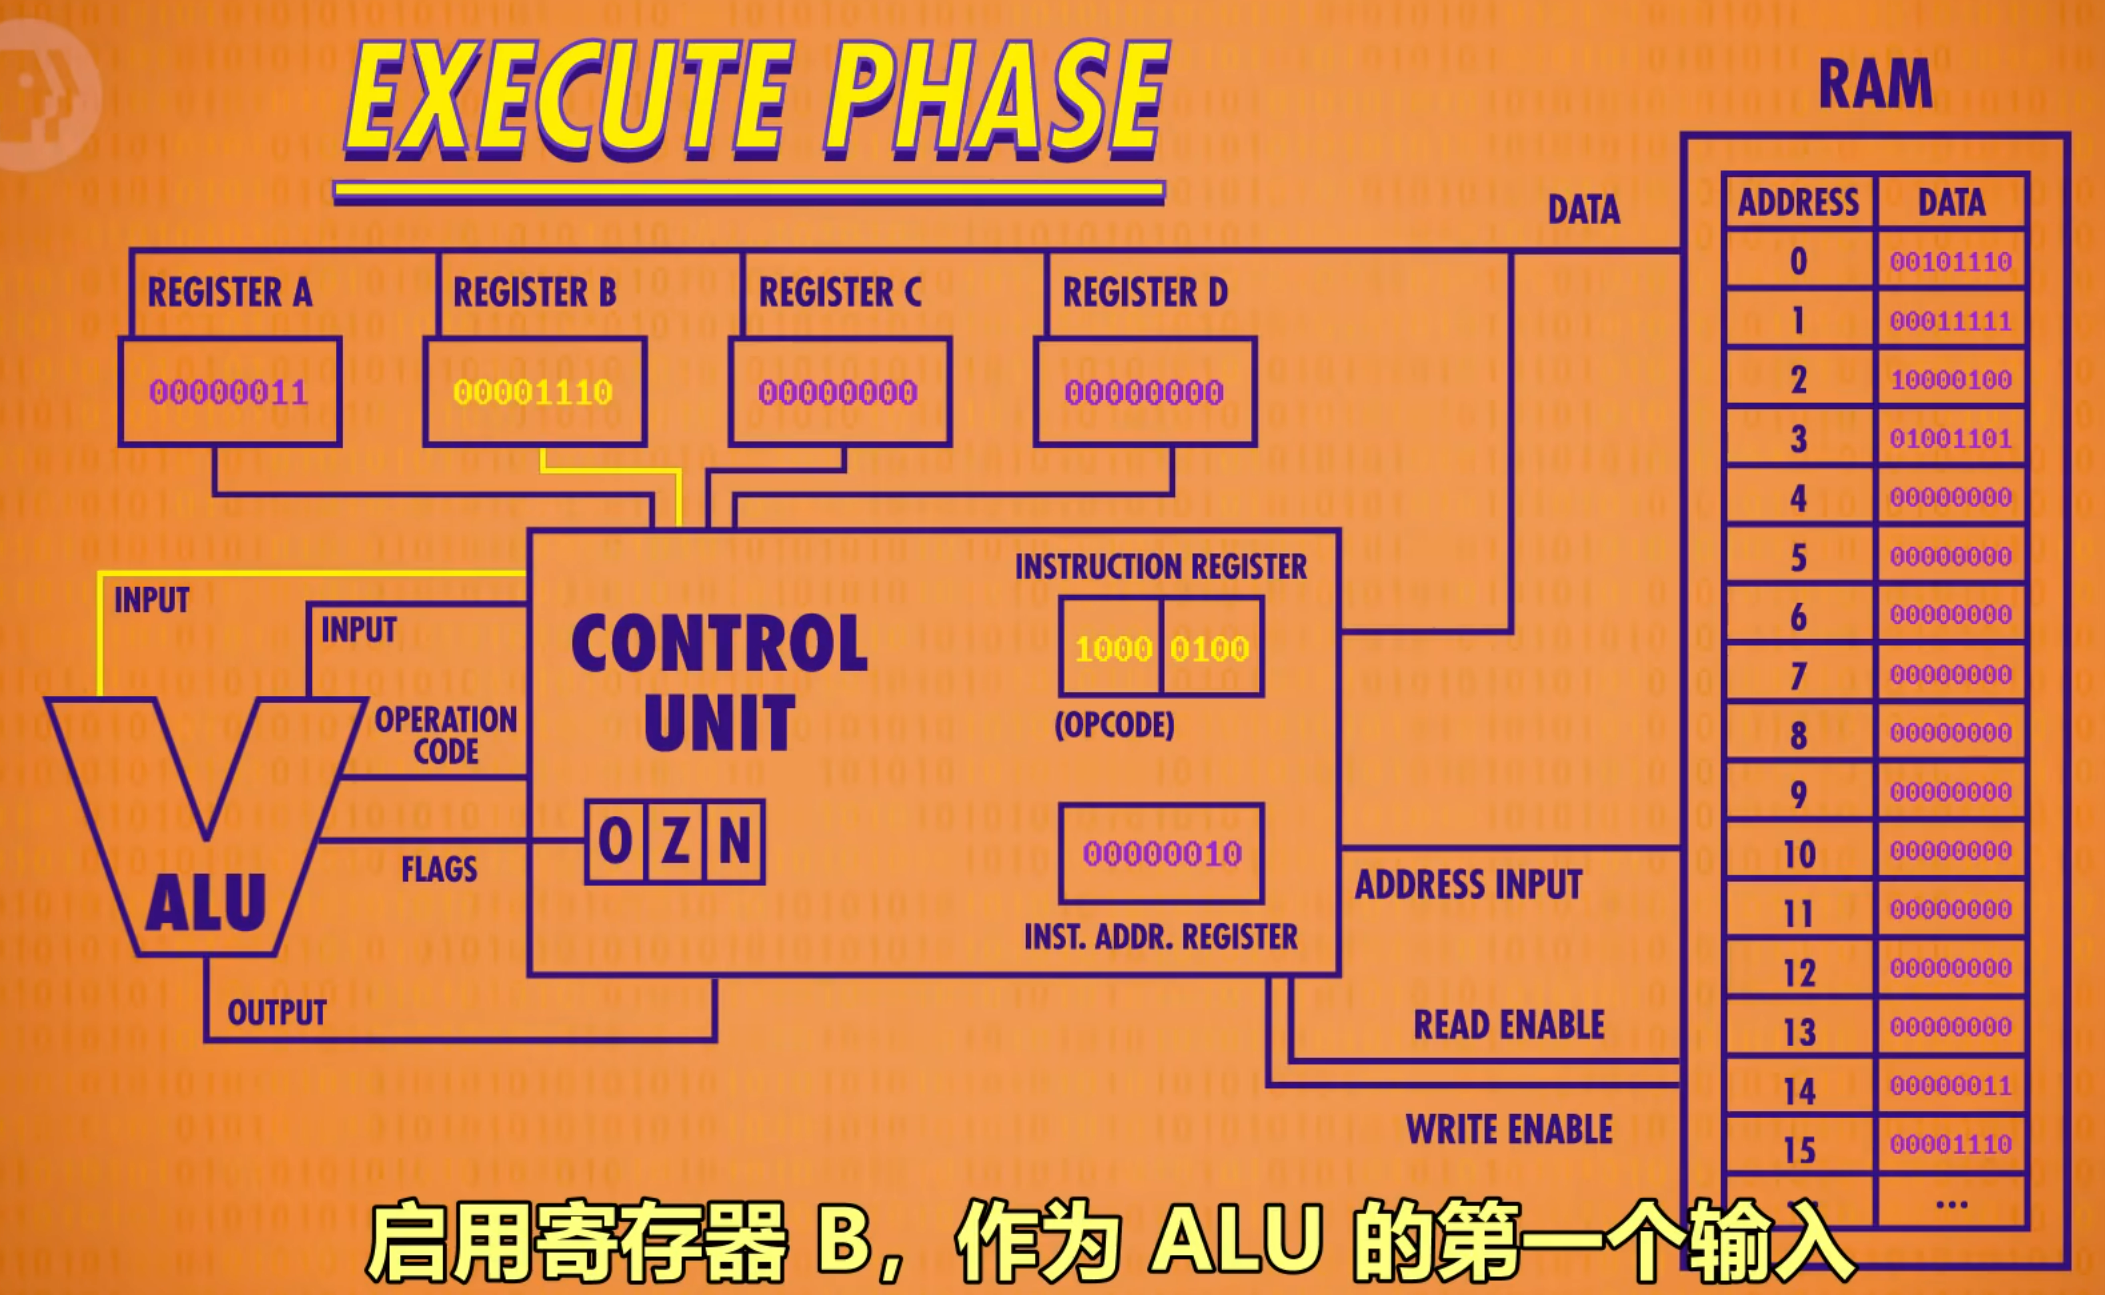 EXECUTE PHASE
RAM
DATA
ADDRESS DATA
0 00101110
1 00011111
2 10000100
3 01001101
4 00000000
5 00000000
6 00000000
7 00000000
8 00000000
9 00000000
10 00000000
11 00000000
12 00000000
13 00000000
14 00000011
15 00001110
...
REGISTER A
00000011
REGISTER B
00001110
REGISTER C
00000000
REGISTER D
00000000
INPUT
INPUT
OPERATION
CODE
FLAGS
ALU
OUTPUT
CONTROL
UNIT
O Z N
INSTRUCTION REGISTER
1000 0100
(OPCODE)
00000010
INST. ADDR. REGISTER
ADDRESS INPUT
READ ENABLE
WRITE ENABLE
启用寄存器 B，作为 ALU 的第一个输入